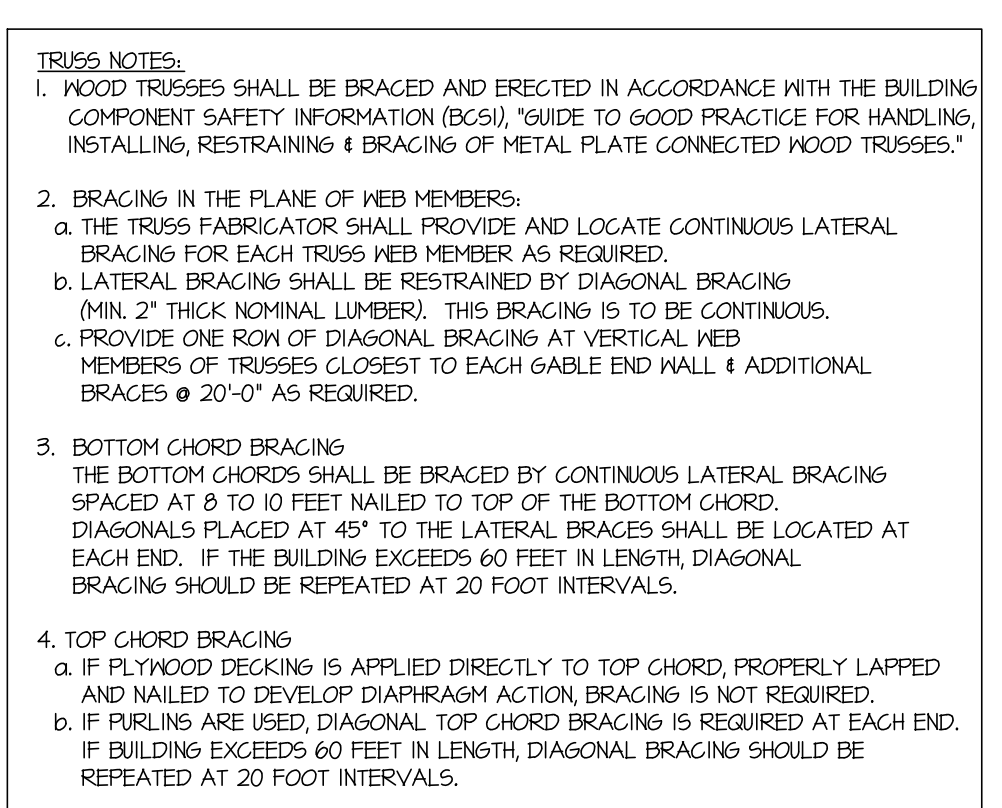 TRUSS NOTES:
1. WOOD TRUSSES SHALL BE BRACED AND ERECTED IN ACCORDANCE WITH THE BUILDING
COMPONENT SAFETY INFORMATION (BCSI), "GUIDE TO GOOD PRACTICE FOR HANDLING,
INSTALLING, RESTRAINING & BRACING OF METAL PLATE CONNECTED WOOD TRUSSES."
2. BRACING IN THE PLANE OF WEB MEMBERS:
a. THE TRUSS FABRICATOR SHALL PROVIDE AND LOCATE CONTINUOUS LATERAL
BRACING FOR EACH TRUSS WEB MEMBER AS REQUIRED.
b. LATERAL BRACING SHALL BE RESTRAINED BY DIAGONAL BRACING
(MIN. 2" THICK NOMINAL LUMBER). THIS BRACING IS TO BE CONTINUOUS.
c. PROVIDE ONE ROW OF DIAGONAL BRACING AT VERTICAL WEB
MEMBERS OF TRUSSES CLOSEST TO EACH GABLE END WALL & ADDITIONAL
BRACES @ 20'-0" AS REQUIRED.
3. BOTTOM CHORD BRACING
THE BOTTOM CHORDS SHALL BE BRACED BY CONTINUOUS LATERAL BRACING
SPACED AT 8 TO 10 FEET NAILED TO TOP OF THE BOTTOM CHORD.
DIAGONALS PLACED AT 45° TO THE LATERAL BRACES SHALL BE LOCATED AT
EACH END. IF THE BUILDING EXCEEDS 60 FEET IN LENGTH, DIAGONAL
BRACING SHOULD BE REPEATED AT 20 FOOT INTERVALS.
4. TOP CHORD BRACING
a. IF PLYWOOD DECKING IS APPLIED DIRECTLY TO TOP CHORD, PROPERLY LAPPED
AND NAILED TO DEVELOP DIAPHRAGM ACTION, BRACING IS NOT REQUIRED.
b. IF PURLINS ARE USED, DIAGONAL TOP CHORD BRACING IS REQUIRED AT EACH END.
IF BUILDING EXCEEDS 60 FEET IN LENGTH, DIAGONAL BRACING SHOULD BE
REPEATED AT 20 FOOT INTERVALS.